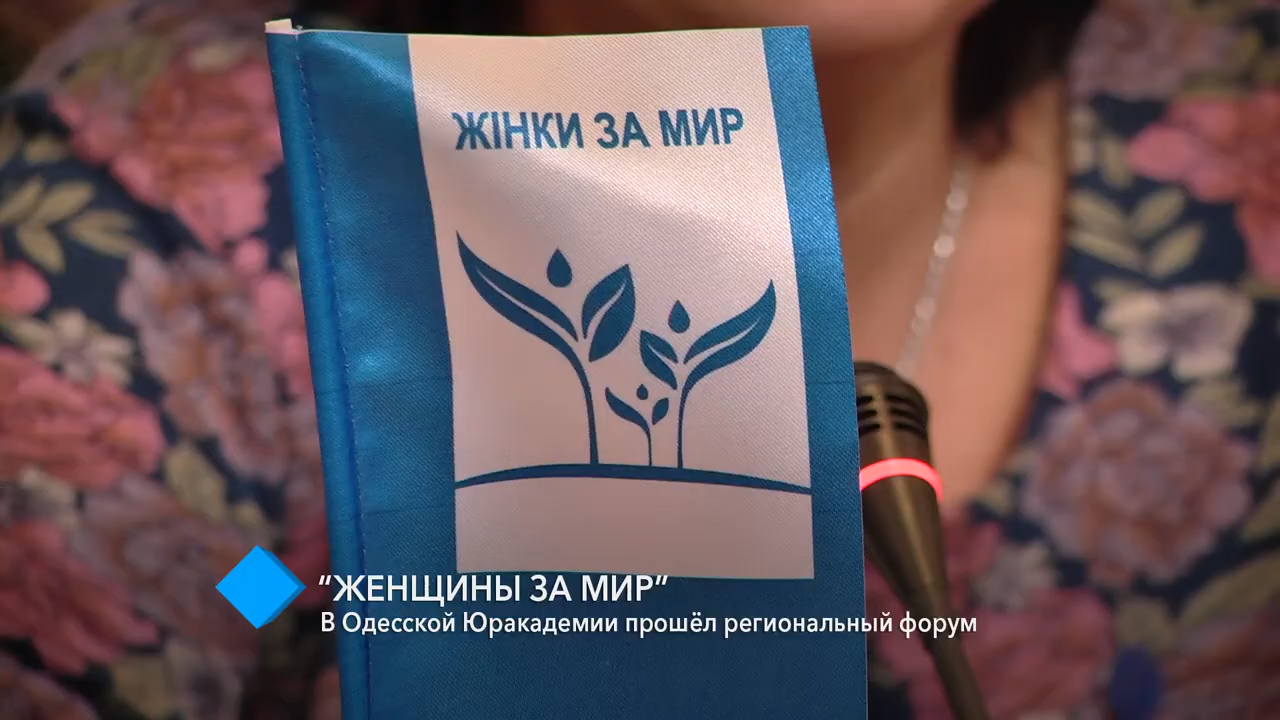 ЖІНКИ ЗА МИР
“ЖЕНЩИНЫ ЗА МИР”
В Одесской Юракадемии прошёл региональный форум